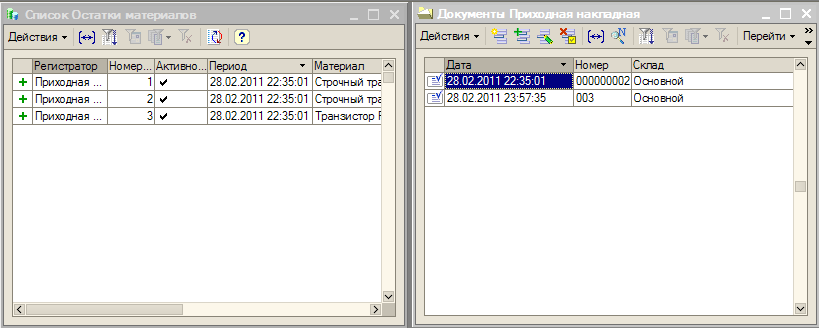 Список Остатки материалов
Действия
Регистратор Номер... Активно... Период Материал
Приходная ... 1 28.02.2011 22:35:01 Строчный тра
Приходная ... 2 28.02.2011 22:35:01 Строчный тра
Приходная ... 3 28.02.2011 22:35:01 Транзистор Р
Документы Приходная накладная
Действия Перейти
Дата Номер Склад
28.02.2011 22:35:01 000000002 Основной
28.02.2011 23:57:35 003 Основной